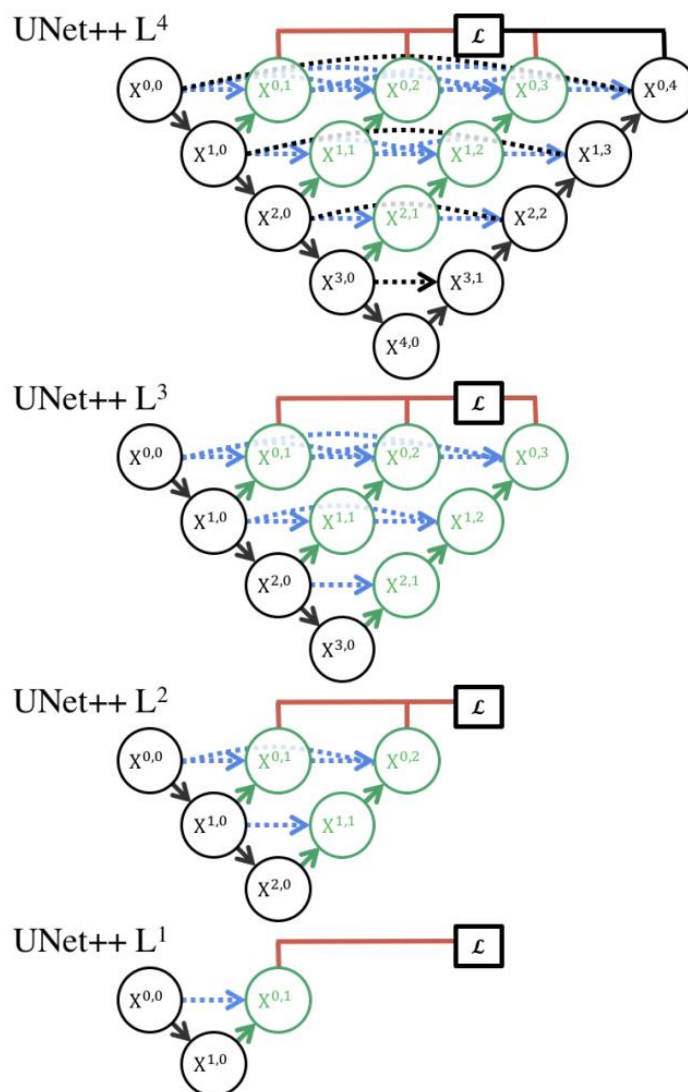 UNet++ L⁴
ℒ
X⁰,⁰ X⁰,¹ X⁰,² X⁰,³ X⁰,⁴
X¹,⁰ X¹,¹ X¹,² X¹,³
X²,⁰ X²,¹ X²,²
X³,⁰ X³,¹
X⁴,⁰
UNet++ L³
ℒ
X⁰,⁰ X⁰,¹ X⁰,² X⁰,³
X¹,⁰ X¹,¹ X¹,²
X²,⁰ X²,¹
X³,⁰
UNet++ L²
ℒ
X⁰,⁰ X⁰,¹ X⁰,²
X¹,⁰ X¹,¹
X²,⁰
UNet++ L¹
ℒ
X⁰,⁰ X⁰,¹
X¹,⁰